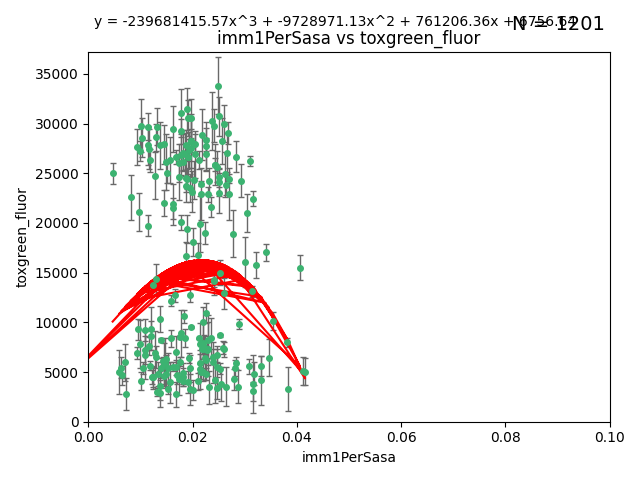 y = -239681415.57x^3 + -9728971.13x^2 + 761206.36x + 6756.64
N = 1201
imm1PerSasa vs toxgreen_fluor
35000
30000
25000
20000
15000
10000
5000
0
toxgreen_fluor
0.00 0.02 0.04 0.06 0.08 0.10
imm1PerSasa